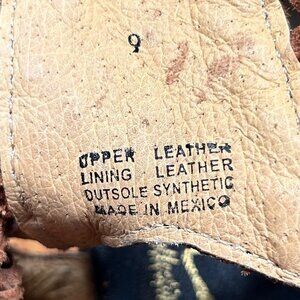 9
UPPER LEATHER
LINING LEATHER
OUTSOLE SYNTHETIC
MADE IN MEXICO